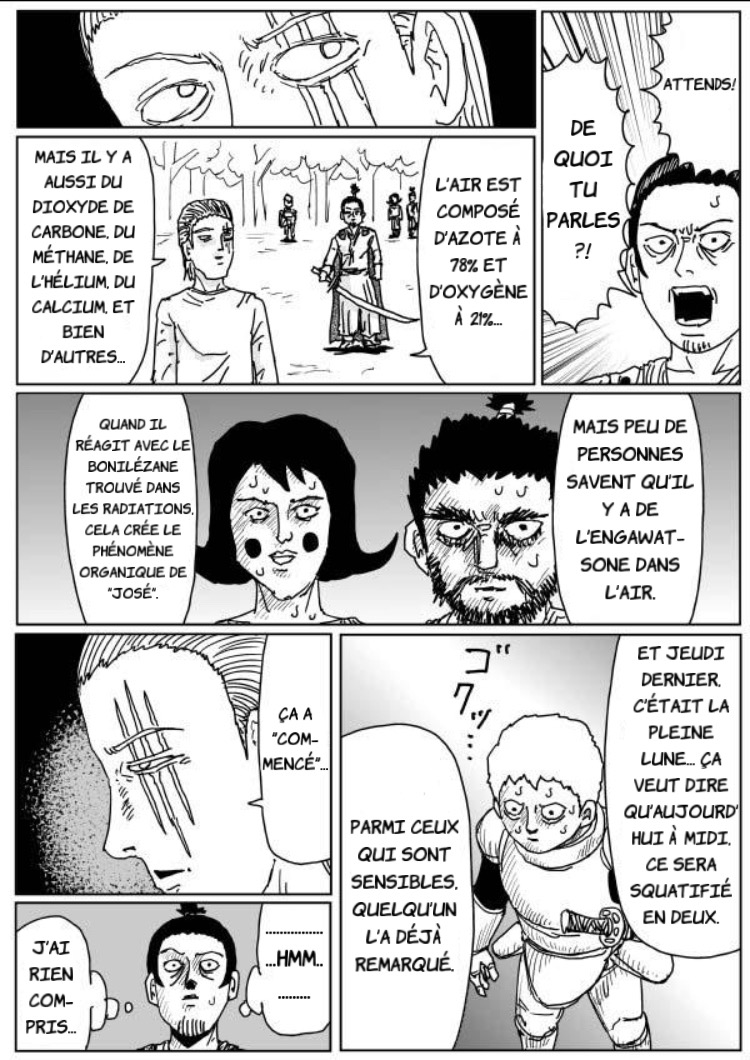 ATTENDS!
DE
QUOI
TU
PARLES
?!
L'AIR EST
COMPOSÉ
D'AZOTE À
78% ET
D'OXYGÈNE
À 21%...
MAIS IL Y A
AUSSI DU
DIOXYDE DE
CARBONE, DU
MÉTHANE, DE
L'HÉLIUM, DU
CALCIUM, ET
BIEN
D'AUTRES...
MAIS PEU DE
PERSONNES
SAVENT QU'IL
Y A DE
L'ENGAWAT-
SONE DANS
L'AIR.
QUAND IL
RÉAGIT AVEC LE
BONILÉZANE
TROUVÉ DANS
LES RADIATIONS,
CELA CRÉE LE
PHÉNOMÈNE
ORGANIQUE DE
"JOSÉ".
ET JEUDI
DERNIER,
C'ÉTAIT LA
PLEINE
LUNE... ÇA
VEUT DIRE
QU'AUJOURD'
HUI À MIDI,
CE SERA
SQUATIFIÉ
EN DEUX.
ゴクッ…
PARMI CEUX
QUI SONT
SENSIBLES,
QUELQU'UN
L'A DÉJÀ
REMARQUÉ.
ÇA A
"COM-
MENCÉ"...
...............
...HMM..
.........
J'AI
RIEN
COM-
PRIS...